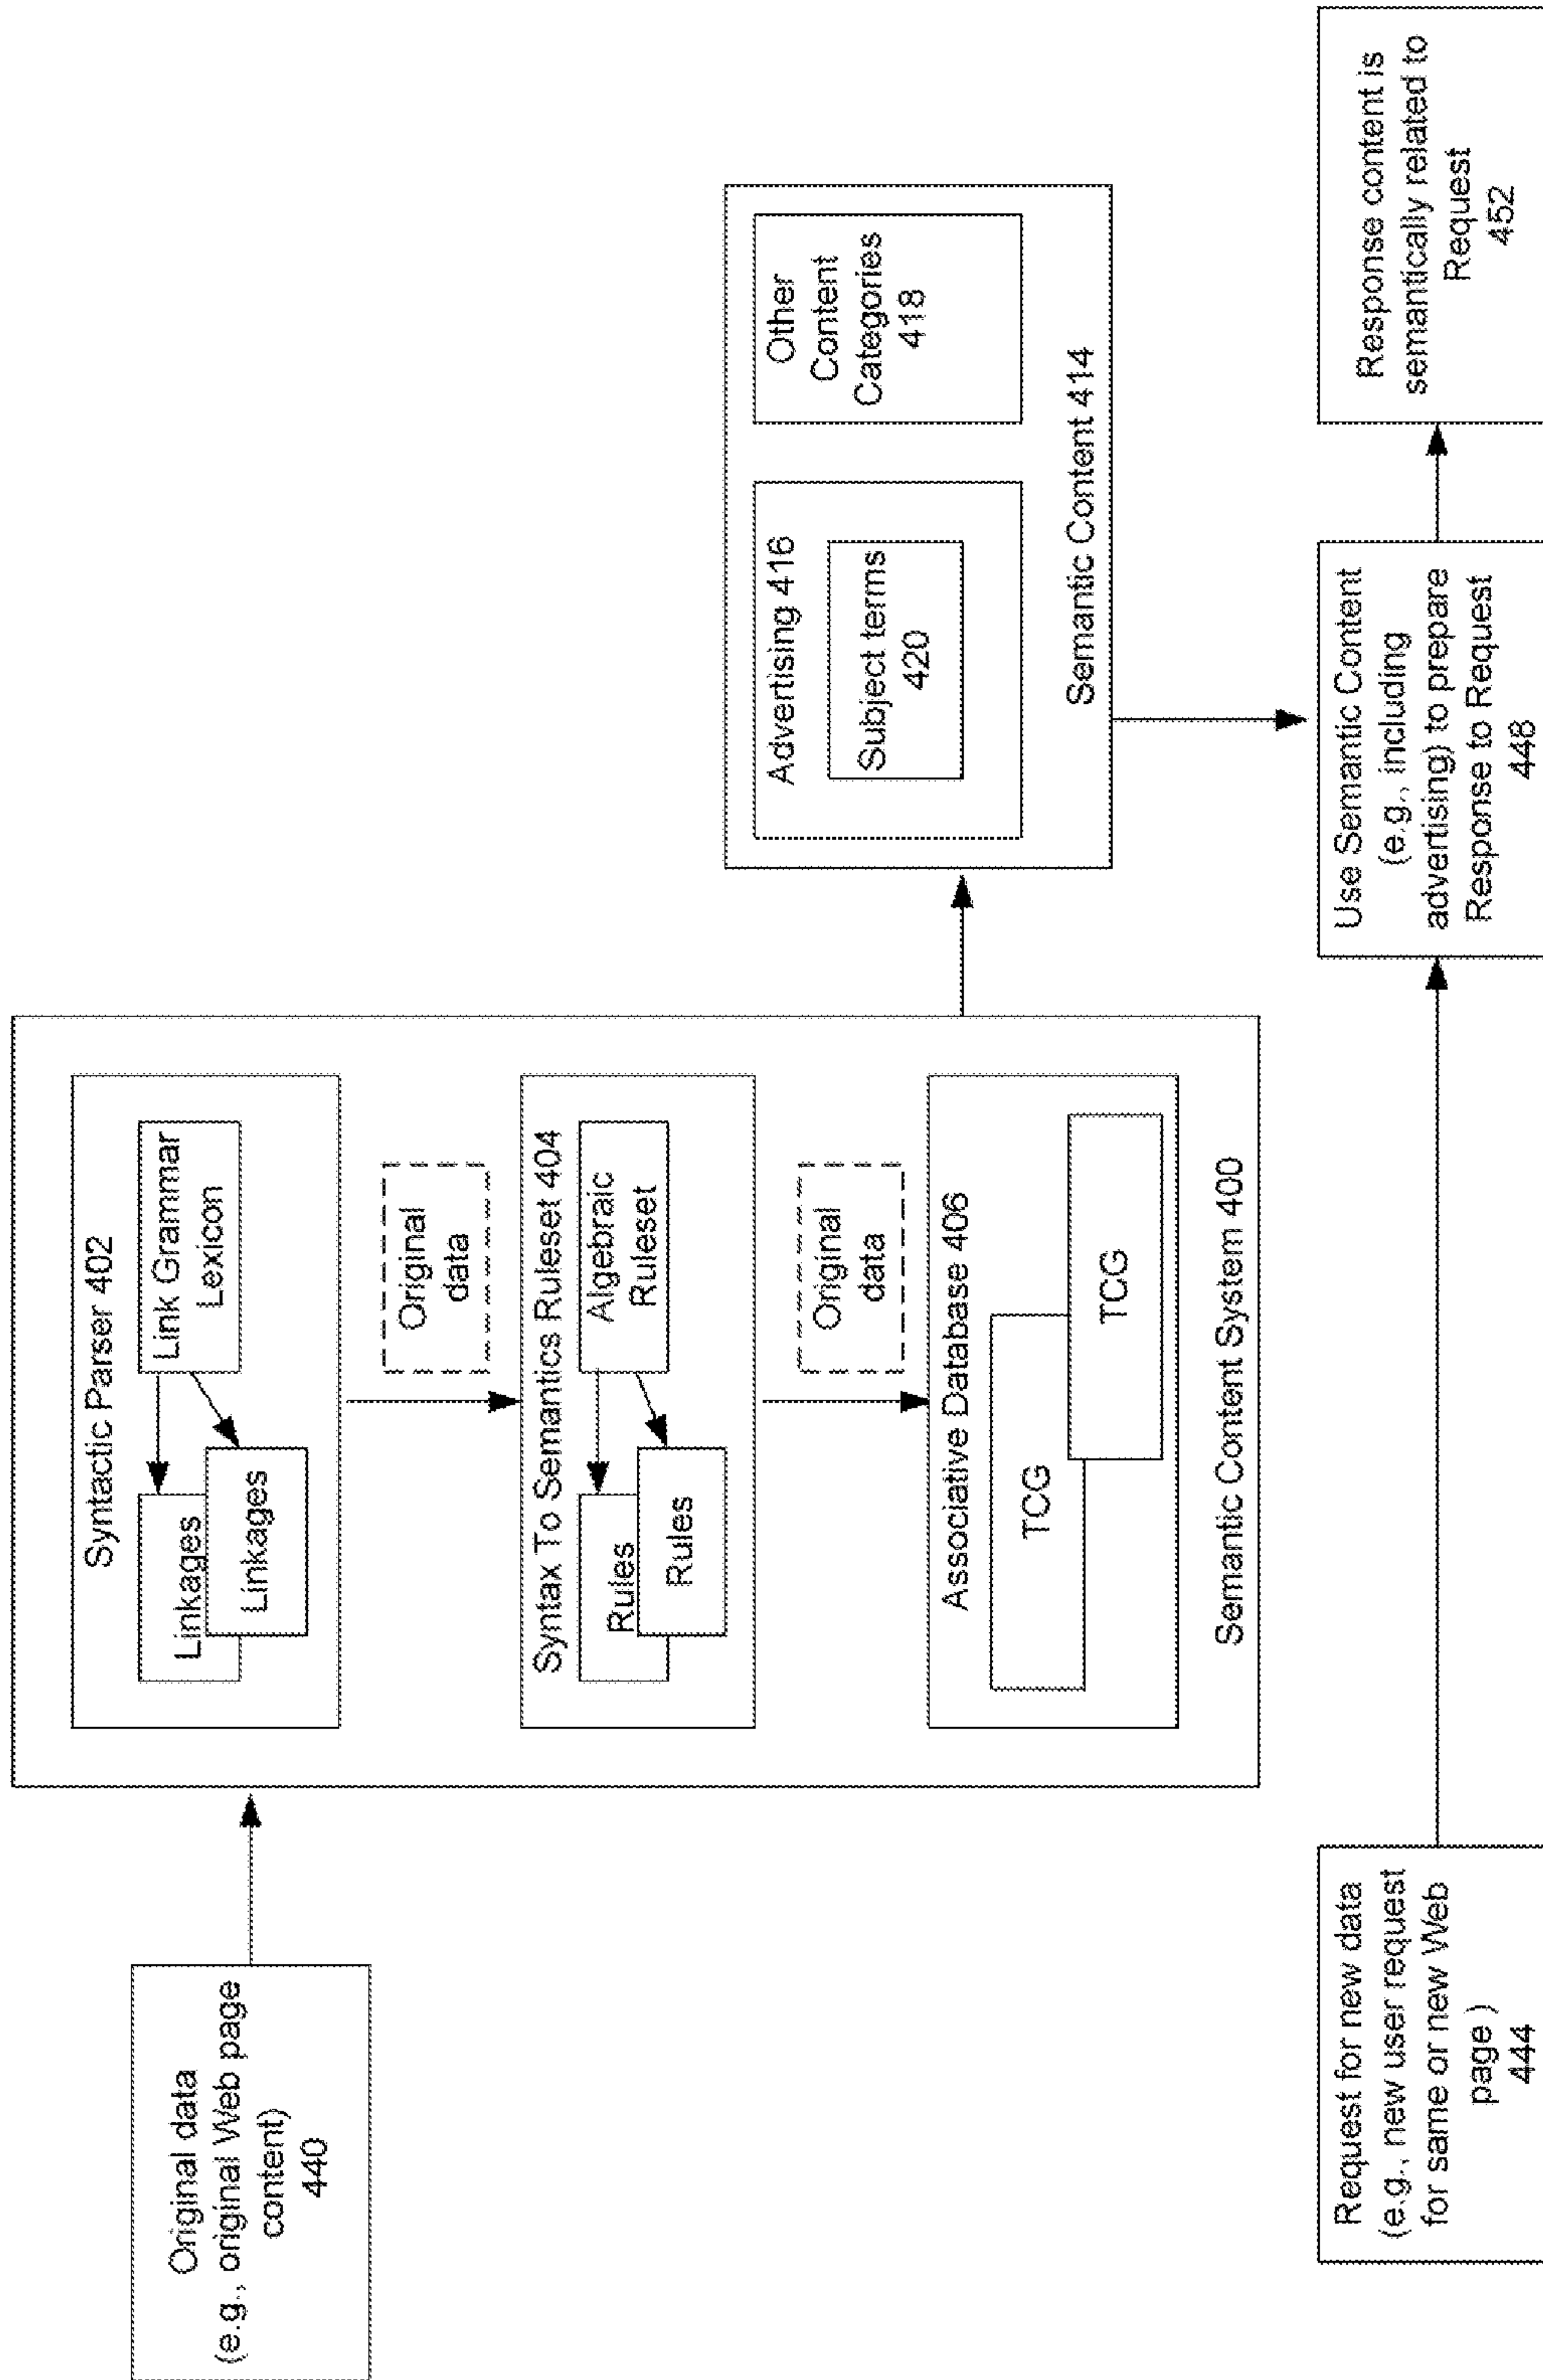 Original data
(e.g., original Web page
content)
440
Syntactic Parser 402
Linkages
Linkages
Link Grammar
Lexicon
Original
data
Syntax To Semantics Ruleset 404
Rules
Rules
Algebraic
Ruleset
Original
data
Associative Database 406
TCG
TCG
Semantic Content System 400
Advertising 416
Subject terms
420
Other
Content
Categories
418
Semantic Content 414
Request for new data
(e.g., new user request
for same or new Web
page )
444
Use Semantic Content
(e.g., including
advertising) to prepare
Response to Request
448
Response content is
semantically related to
Request
452